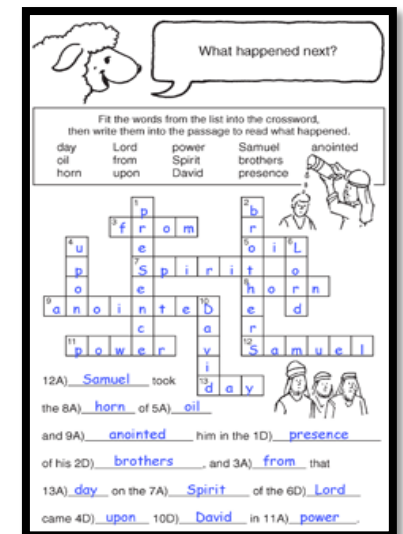 What happened next?
Fit the words from the list into the crossword,
then write them into the passage to read what happened.
day Lord power Samuel anointed
oil from Spirit brothers
horn upon David presence
1 p 2 b
3 f r o m r
4 u e 5 o i 6 L
p 7 S p i r i t o
o e 8 h o r n
9 a n o i n t e 10 D e d
c a r
11 p o w e r v 12 S a m u e l
i
13 d a y
12A) Samuel took
the 8A) horn of 5A) oil
and 9A) anointed him in the 1D) presence
of his 2D) brothers , and 3A) from that
13A) day on the 7A) Spirit of the 6D) Lord
came 4D) upon 10D) David in 11A) power .